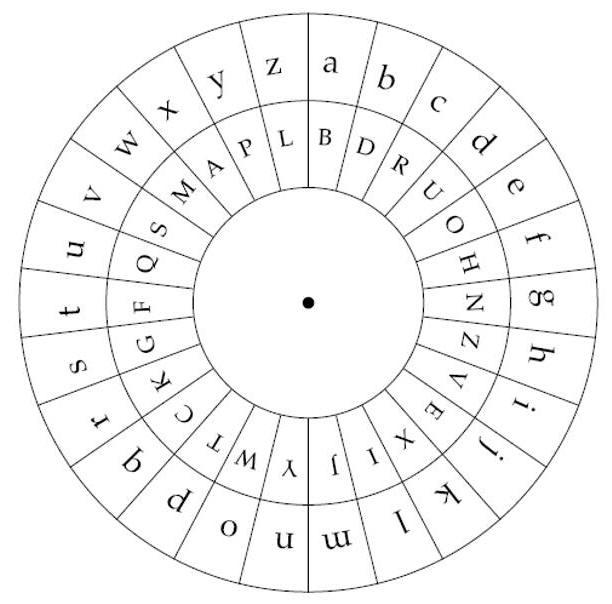 a b c d e f g h i j k l m n o p q r s t u v w x y z
B D R U O H N Z V E X I J Y W T C K G F Q S M A P L